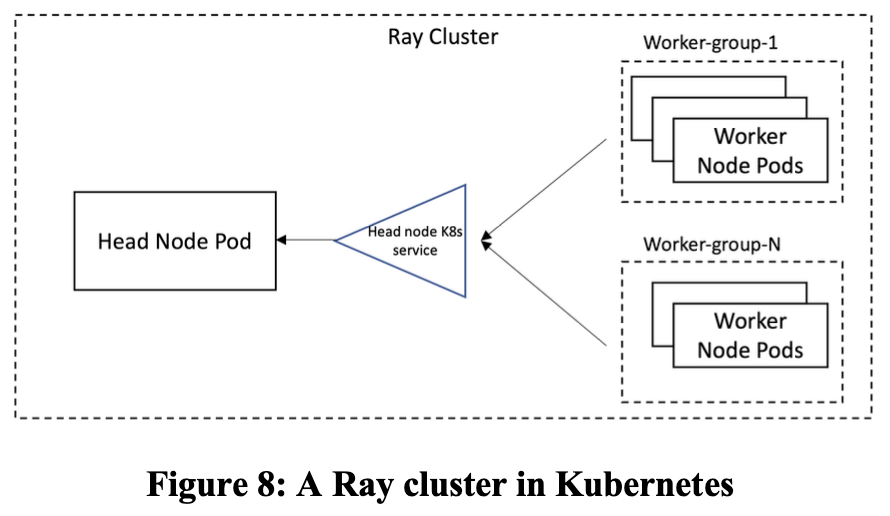 Ray Cluster
Worker-group-1
Worker
Node Pods
Head Node Pod
Head node K8s
service
Worker-group-N
Worker
Node Pods
Figure 8: A Ray cluster in Kubernetes